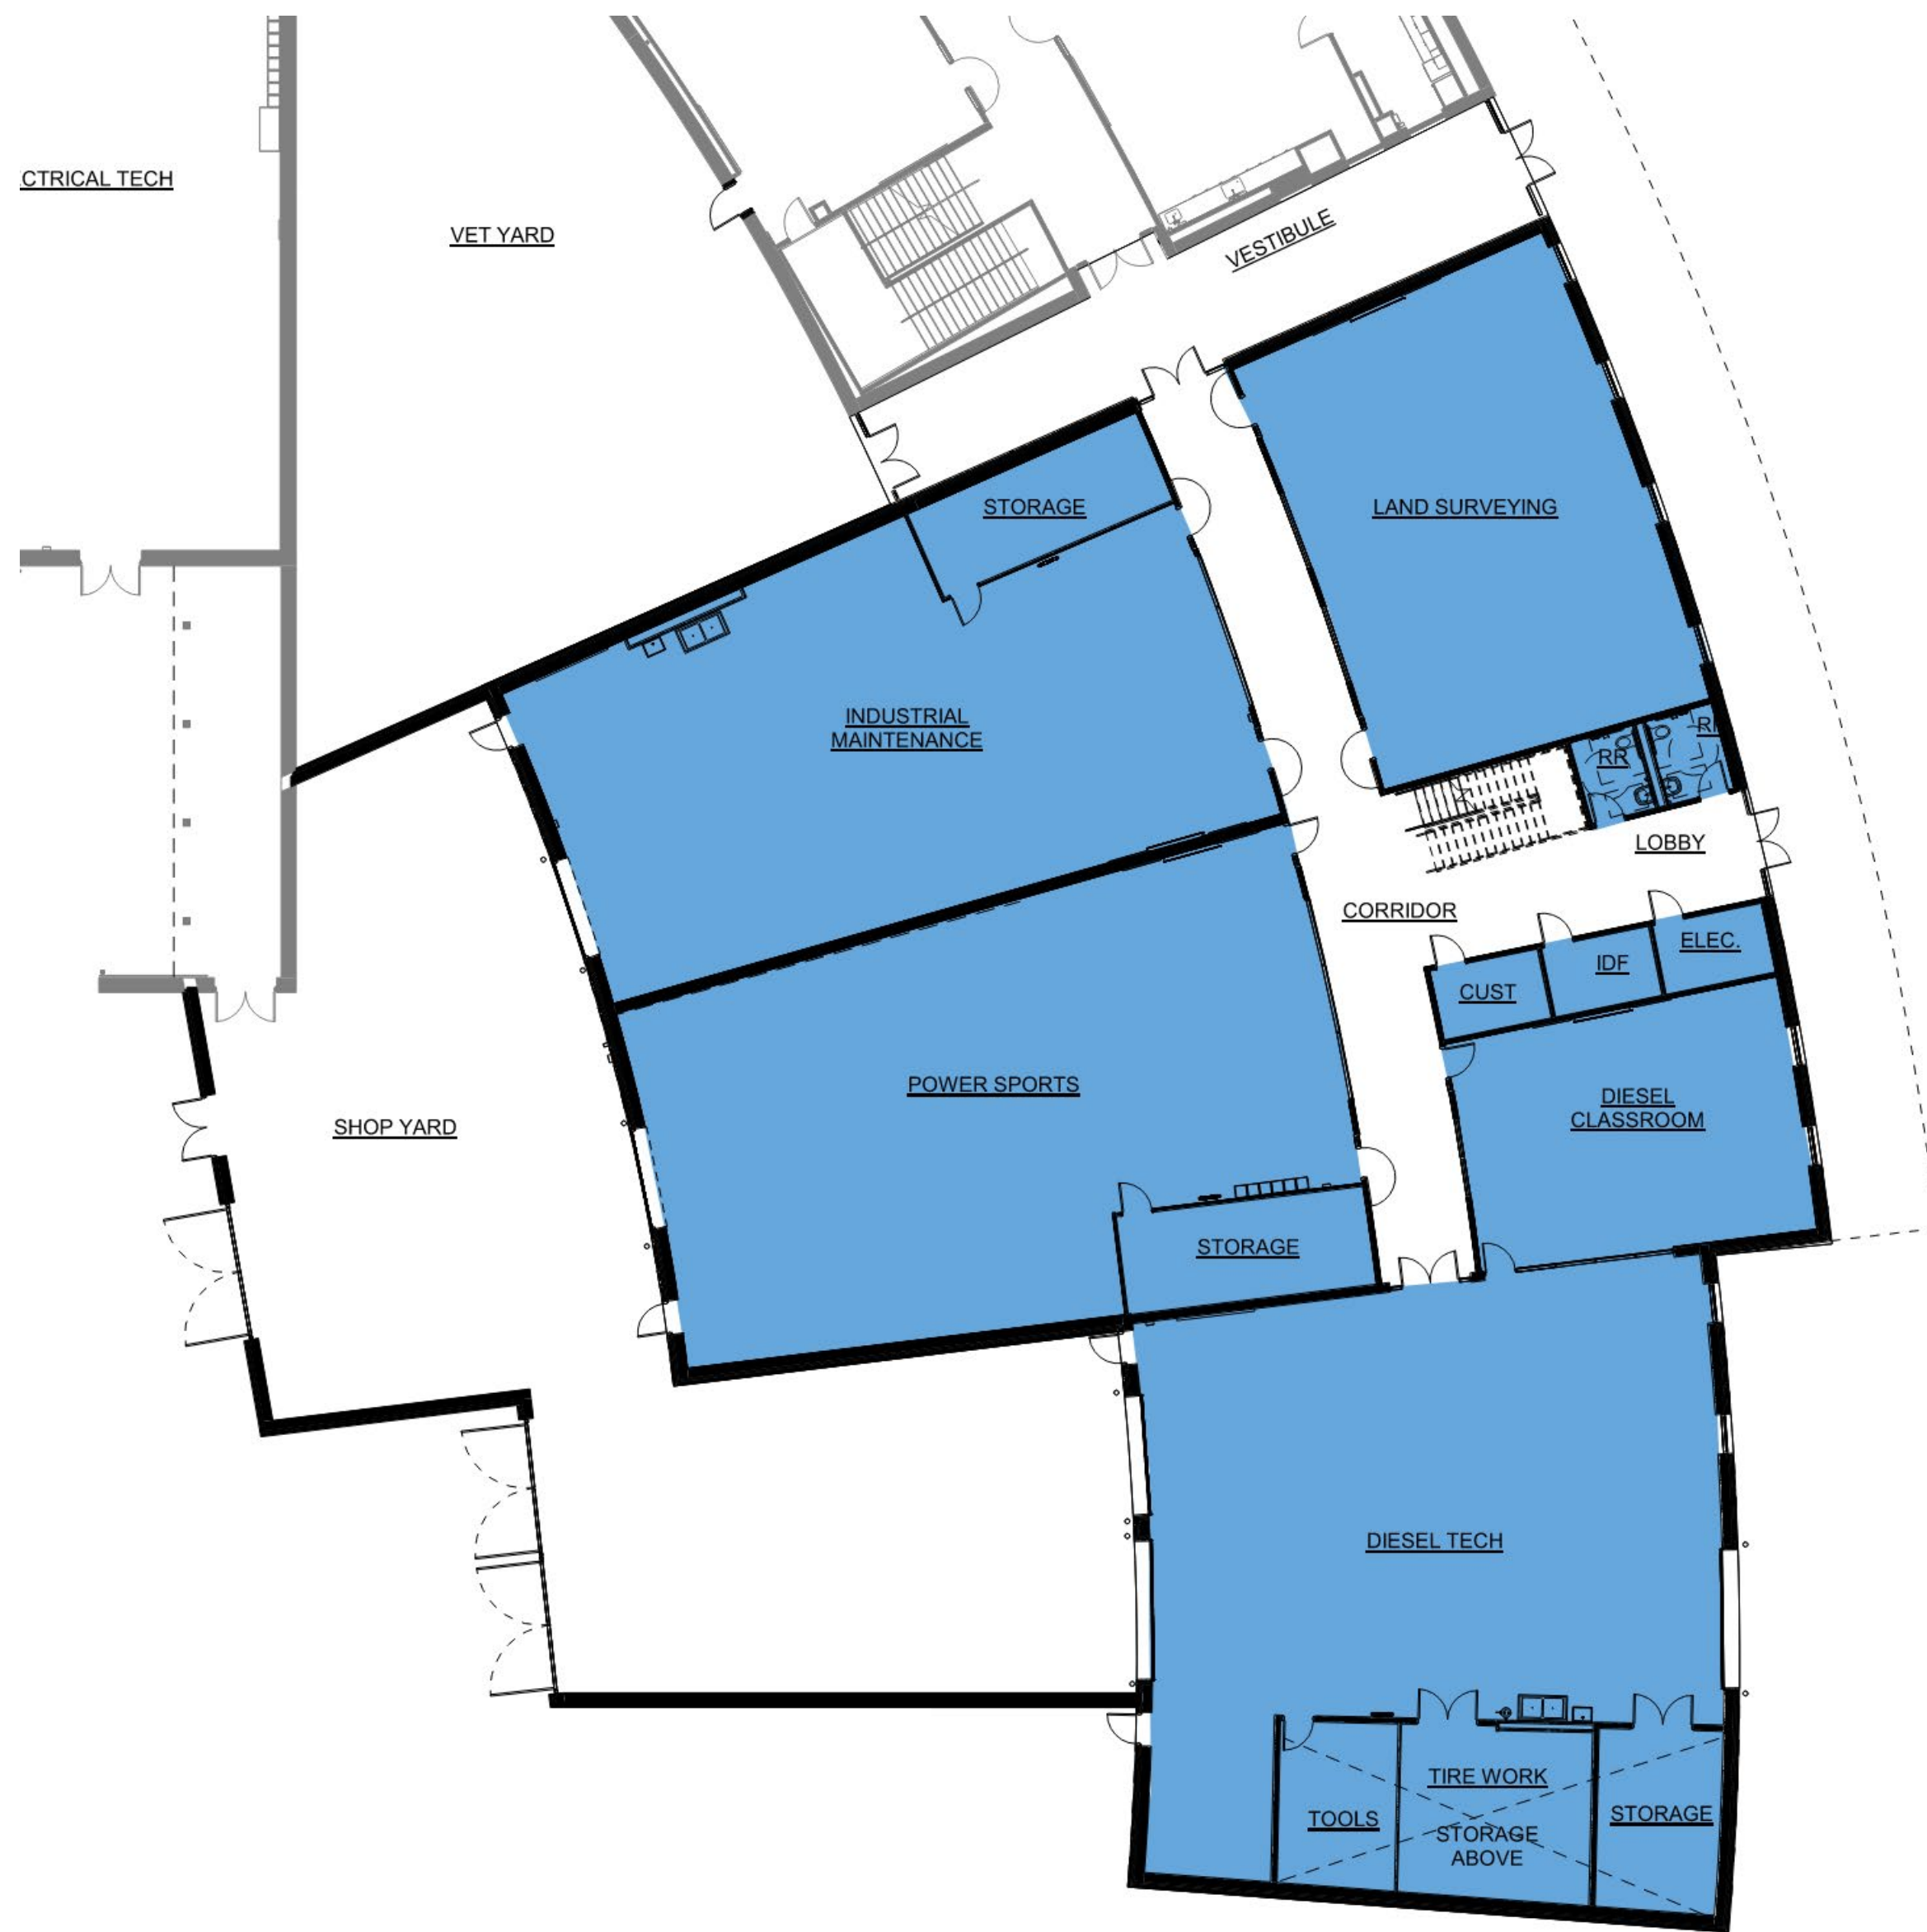 CTRICAL TECH
VET YARD
VESTIBULE
STORAGE
LAND SURVEYING
INDUSTRIAL
MAINTENANCE
RR
LOBBY
CORRIDOR
ELEC.
IDF
CUST
POWER SPORTS
DIESEL
CLASSROOM
SHOP YARD
STORAGE
DIESEL TECH
TIRE WORK
TOOLS
STORAGE
STORAGE
ABOVE